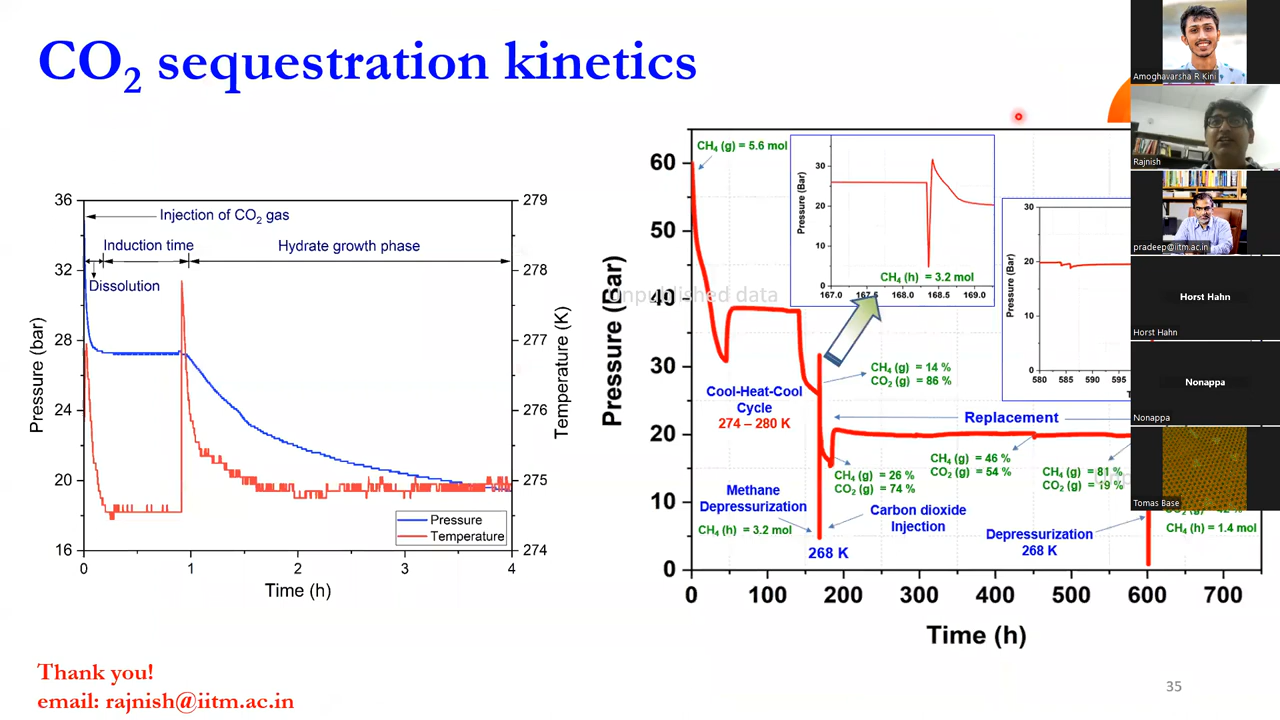 CO2 sequestration kinetics
36
32
28
24
20
16
Pressure (bar)
Injection of CO2 gas
Induction time
Hydrate growth phase
Dissolution
Pressure
Temperature
279
278
277
276
275
274
Temperature (K)
0
1
2
3
4
Time (h)
60
50
40
30
20
10
0
Pressure (Bar)
Unpublished data
CH4 (g) = 5.6 mol
30
20
10
0
Pressure (Bar)
CH4 (h) = 3.2 mol
167.0
167.5
168.0
168.5
169.0
30
20
10
0
Pressure (Bar)
580
585
590
595
CH4 (g) = 14 %
CO2 (g) = 86 %
Cool-Heat-Cool
Cycle
274 – 280 K
Replacement
CH4 (g) = 26 %
CO2 (g) = 74 %
CH4 (g) = 46 %
CO2 (g) = 54 %
CH4 (g) = 81 %
CO2 (g) = 19 %
Methane
Depressurization
CH4 (h) = 3.2 mol
Carbon dioxide
Injection
268 K
Depressurization
268 K
CH4 (h) = 1.4 mol
0
100
200
300
400
500
600
700
Time (h)
Thank you!
email: rajnish@iitm.ac.in
35
Amoghavarsha R Kini
Rajnish
pradeep@iitm.ac.in
Horst Hahn
Horst Hahn
Nonappa
Nonappa
Tomas Base